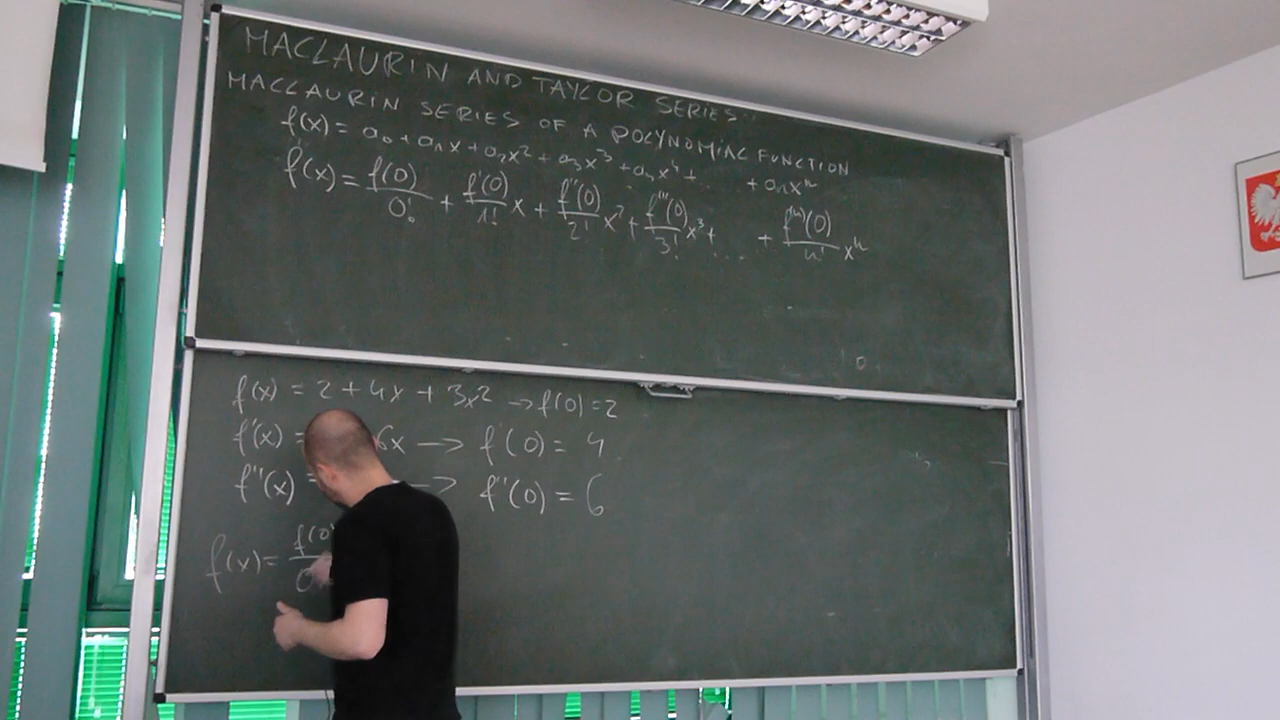 MACLAURIN AND TAYLOR SERIES
MACLAURIN SERIES OF A POLYNOMIAL FUNCTION
f(x) = a₀ + a₁x + a₂x² + a₃x³ + a₄x⁴ + ... + aₙxⁿ
f(x) = f(0)/0! + f'(0)/1! x + f''(0)/2! x² + f'''(0)/3! x³ + ... + f⁽ⁿ⁾(0)/n! xⁿ
f(x) = 2 + 4x + 3x² → f(0) = 2
f'(x) = 6x → f'(0) = 4
f''(x) = → f''(0) = 6
f(x) = f(0)/0